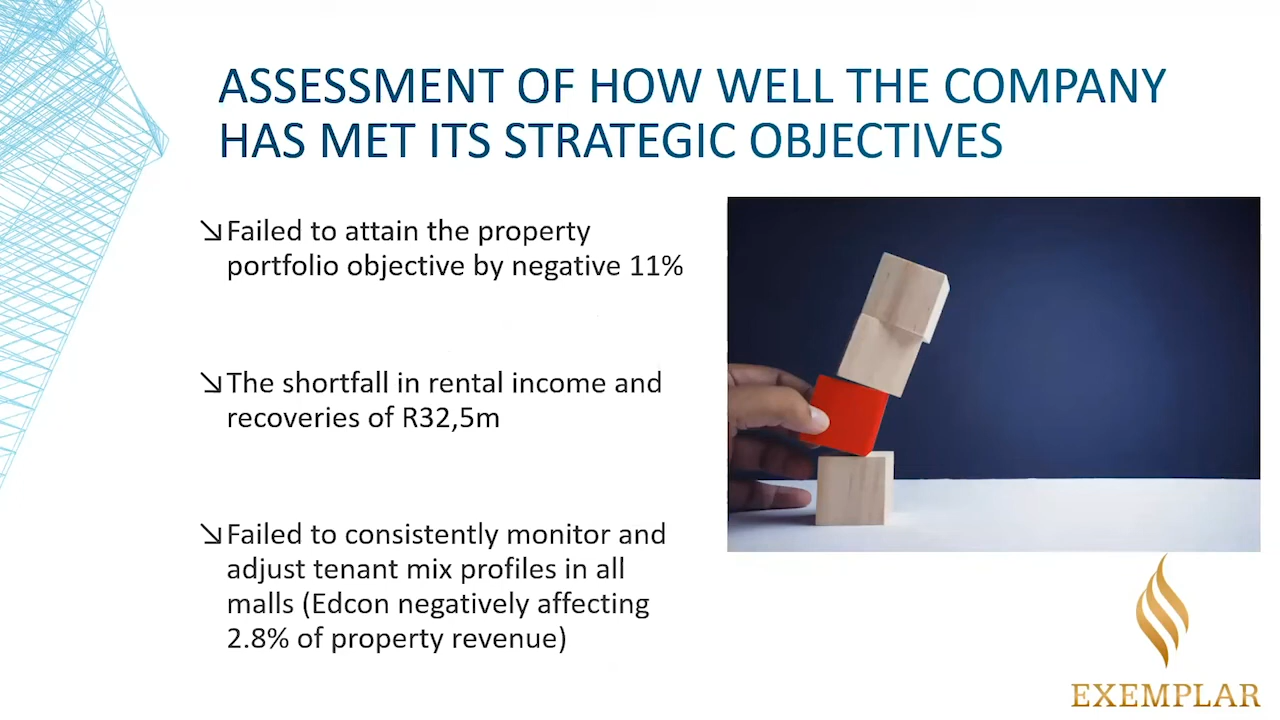 ASSESSMENT OF HOW WELL THE COMPANY
HAS MET ITS STRATEGIC OBJECTIVES
Failed to attain the property
portfolio objective by negative 11%
The shortfall in rental income and
recoveries of R32,5m
Failed to consistently monitor and
adjust tenant mix profiles in all
malls (Edcon negatively affecting
2.8% of property revenue)
EXEMPLAR